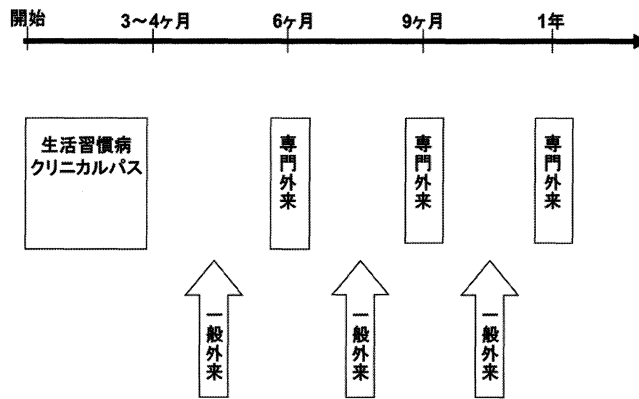 開始 3～4ヶ月 6ヶ月 9ヶ月 1年
生活習慣病
クリニカルパス
専門外来
専門外来
専門外来
一般外来
一般外来
一般外来